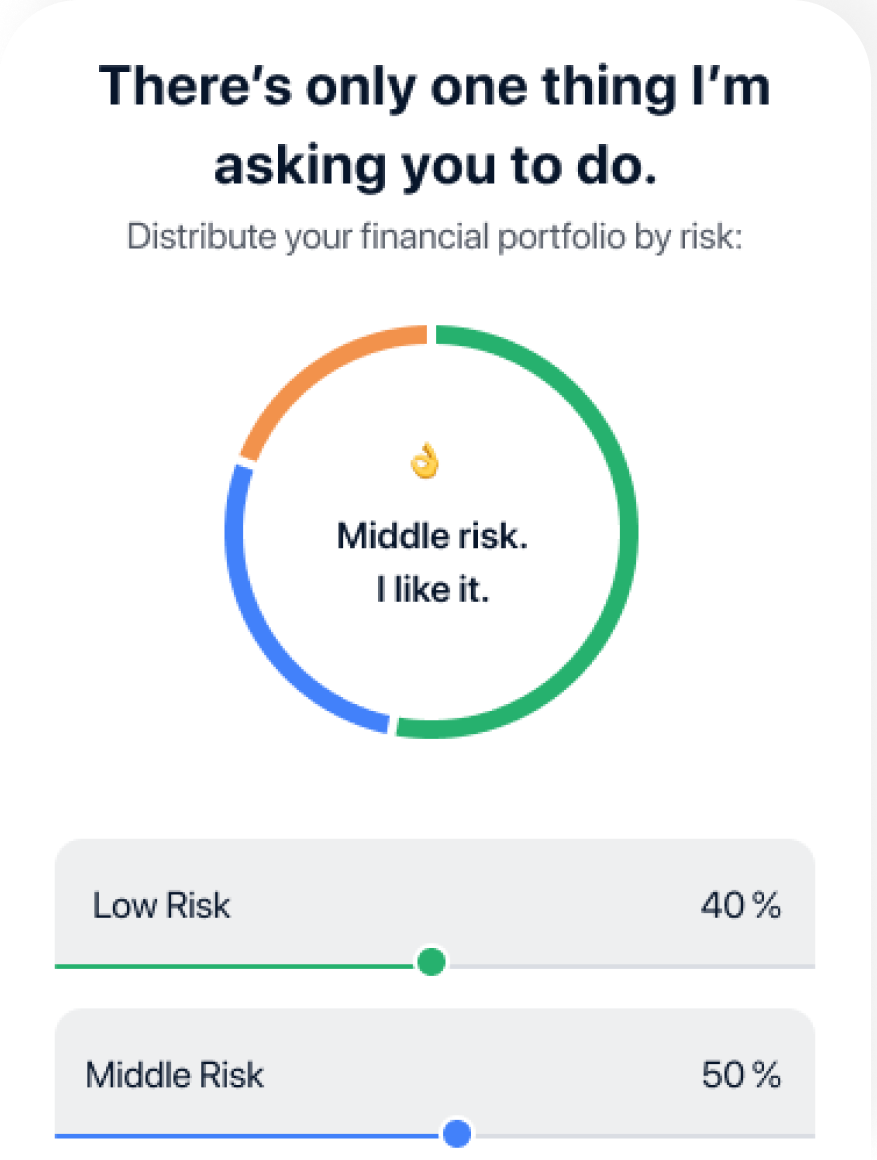 There’s only one thing I’m
asking you to do.
Distribute your financial portfolio by risk:
👌
Middle risk.
I like it.
Low Risk 40 %
Middle Risk 50 %